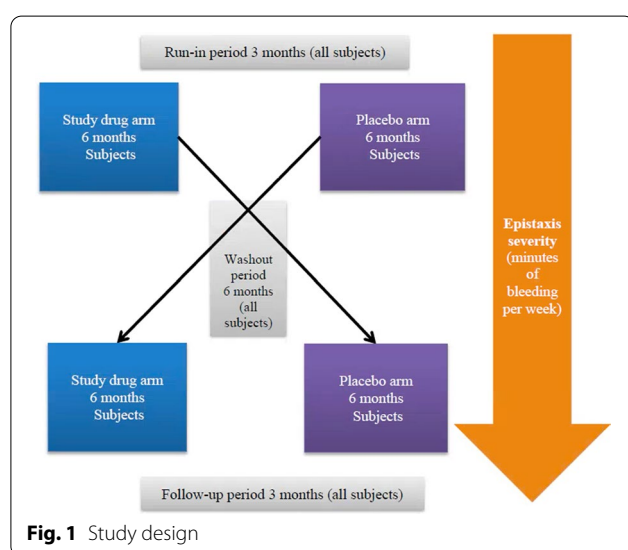 Run-in period 3 months (all subjects)
Study drug arm
6 months
Subjects
Placebo arm
6 months
Subjects
Epistaxis
severity
(minutes
of
bleeding
per week)
Washout
period
6 months
(all
subjects)
Study drug arm
6 months
Subjects
Placebo arm
6 months
Subjects
Follow-up period 3 months (all subjects)
Fig. 1 Study design